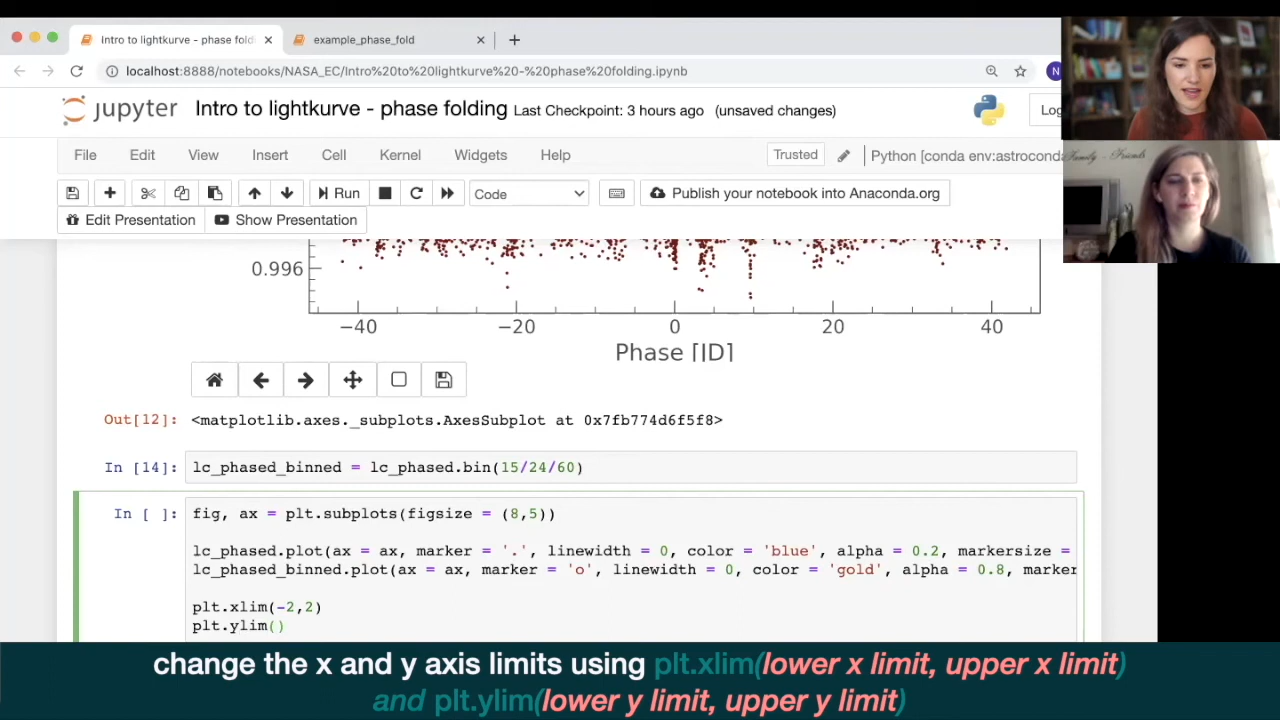 Intro to lightkurve - phase fold
example_phase_fold
localhost:8888/notebooks/NASA_EC/Intro%20to%20lightkurve%20-%20phase%20folding.ipynb
N
jupyter Intro to lightkurve - phase folding Last Checkpoint: 3 hours ago (unsaved changes)
Log
File Edit View Insert Cell Kernel Widgets Help
Trusted
Python [conda env:astroconda
Family - Friends
Run
Code
Publish your notebook into Anaconda.org
Edit Presentation
Show Presentation
0.996
−40 −20 0 20 40
Phase [JD]
Out[12]: <matplotlib.axes._subplots.AxesSubplot at 0x7fb774d6f5f8>
In [14]: lc_phased_binned = lc_phased.bin(15/24/60)
In [ ]: fig, ax = plt.subplots(figsize = (8,5))
lc_phased.plot(ax = ax, marker = '.', linewidth = 0, color = 'blue', alpha = 0.2, markersize =
lc_phased_binned.plot(ax = ax, marker = 'o', linewidth = 0, color = 'gold', alpha = 0.8, marker
plt.xlim(-2,2)
plt.ylim()
change the x and y axis limits using plt.xlim(lower x limit, upper x limit)
and plt.ylim(lower y limit, upper y limit)